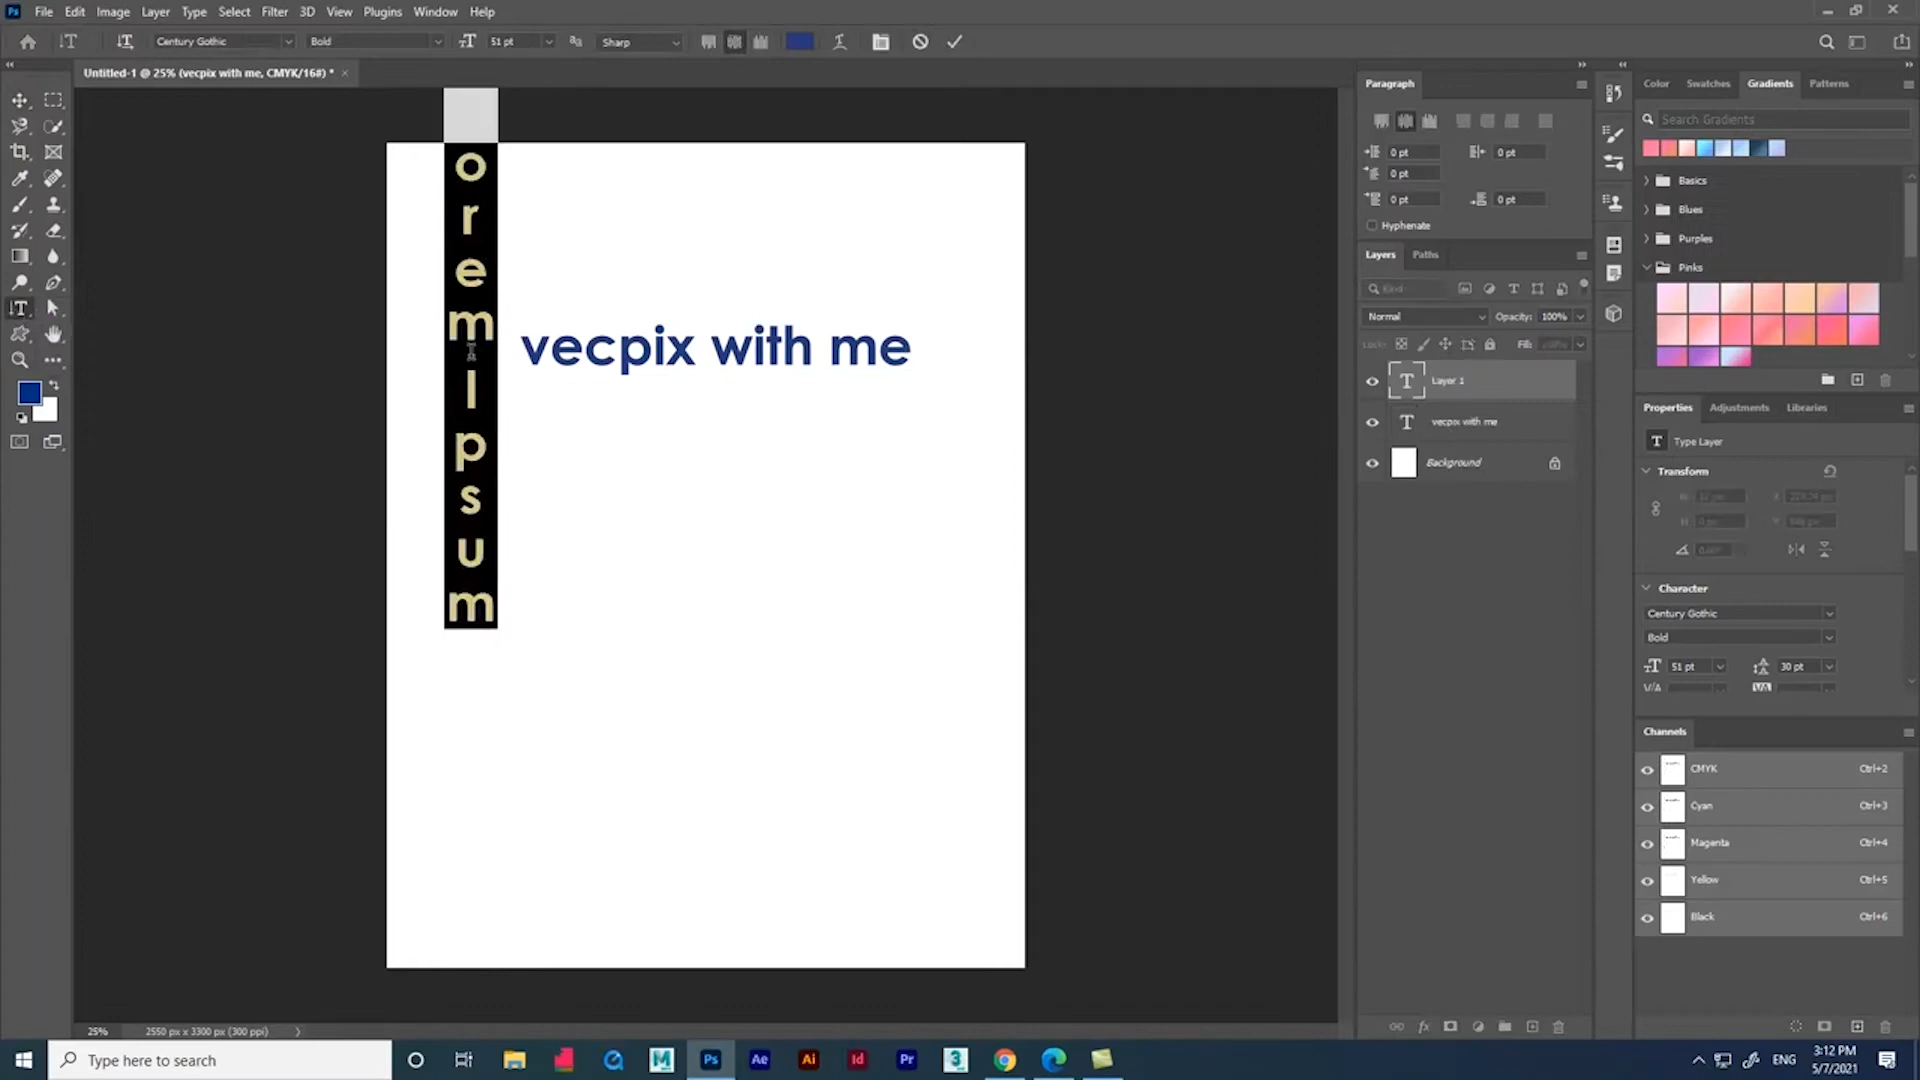 File Edit Image Layer Type Select Filter 3D View Plugins Window Help
Century Gothic Bold 51 pt Sharp
Untitled-1 @ 25% (vecpix with me, CMYK/16#) *
o
r
e
m
I
p
s
u
m
vecpix with me
25% 2550 px x 3300 px (300 ppi)
Paragraph
0 pt 0 pt
0 pt
0 pt 0 pt
Hyphenate
Layers Paths
Kind
Normal Opacity: 100%
Lock: Fill:
Layer 1
vecpix with me
Background
Color Swatches Gradients Patterns
Search Gradients
Basics
Blues
Purples
Pinks
Properties Adjustments Libraries
Type Layer
Transform
Character
Century Gothic
Bold
51 pt 30 pt
Channels
CMYK Ctrl+2
Cyan Ctrl+3
Magenta Ctrl+4
Yellow Ctrl+5
Black Ctrl+6
Type here to search
ENG
3:12 PM
5/7/2021